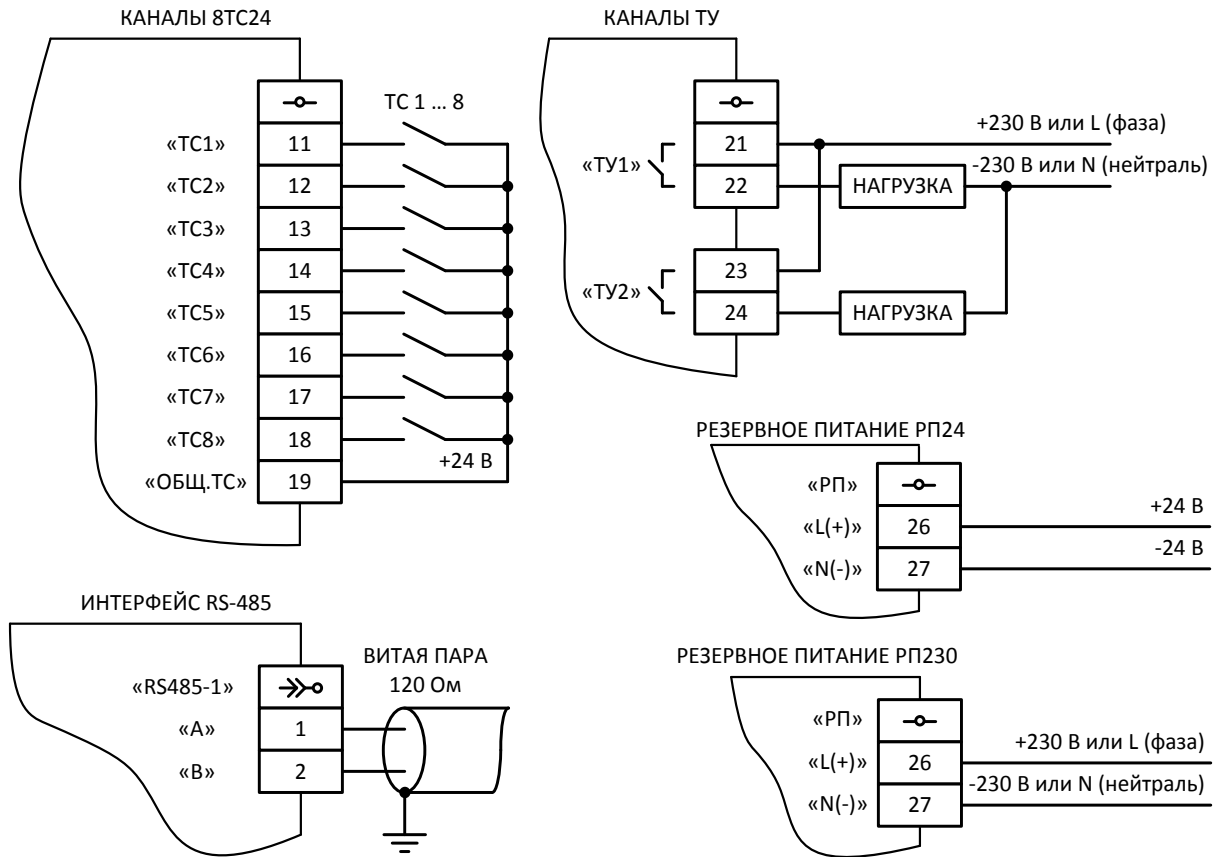 КАНАЛЫ 8ТС24
ТС 1 ... 8
«ТС1» 11
«ТС2» 12
«ТС3» 13
«ТС4» 14
«ТС5» 15
«ТС6» 16
«ТС7» 17
«ТС8» 18
+24 В
«ОБЩ.ТС» 19
КАНАЛЫ ТУ
+230 В или L (фаза)
21
«ТУ1»
-230 В или N (нейтраль)
22 НАГРУЗКА
23
«ТУ2»
24 НАГРУЗКА
РЕЗЕРВНОЕ ПИТАНИЕ РП24
«РП»
+24 В
«L(+)» 26
-24 В
«N(-)» 27
ИНТЕРФЕЙС RS-485
ВИТАЯ ПАРА
120 Ом
«RS485-1»
«A» 1
«B» 2
РЕЗЕРВНОЕ ПИТАНИЕ РП230
«РП»
+230 В или L (фаза)
«L(+)» 26
-230 В или N (нейтраль)
«N(-)» 27